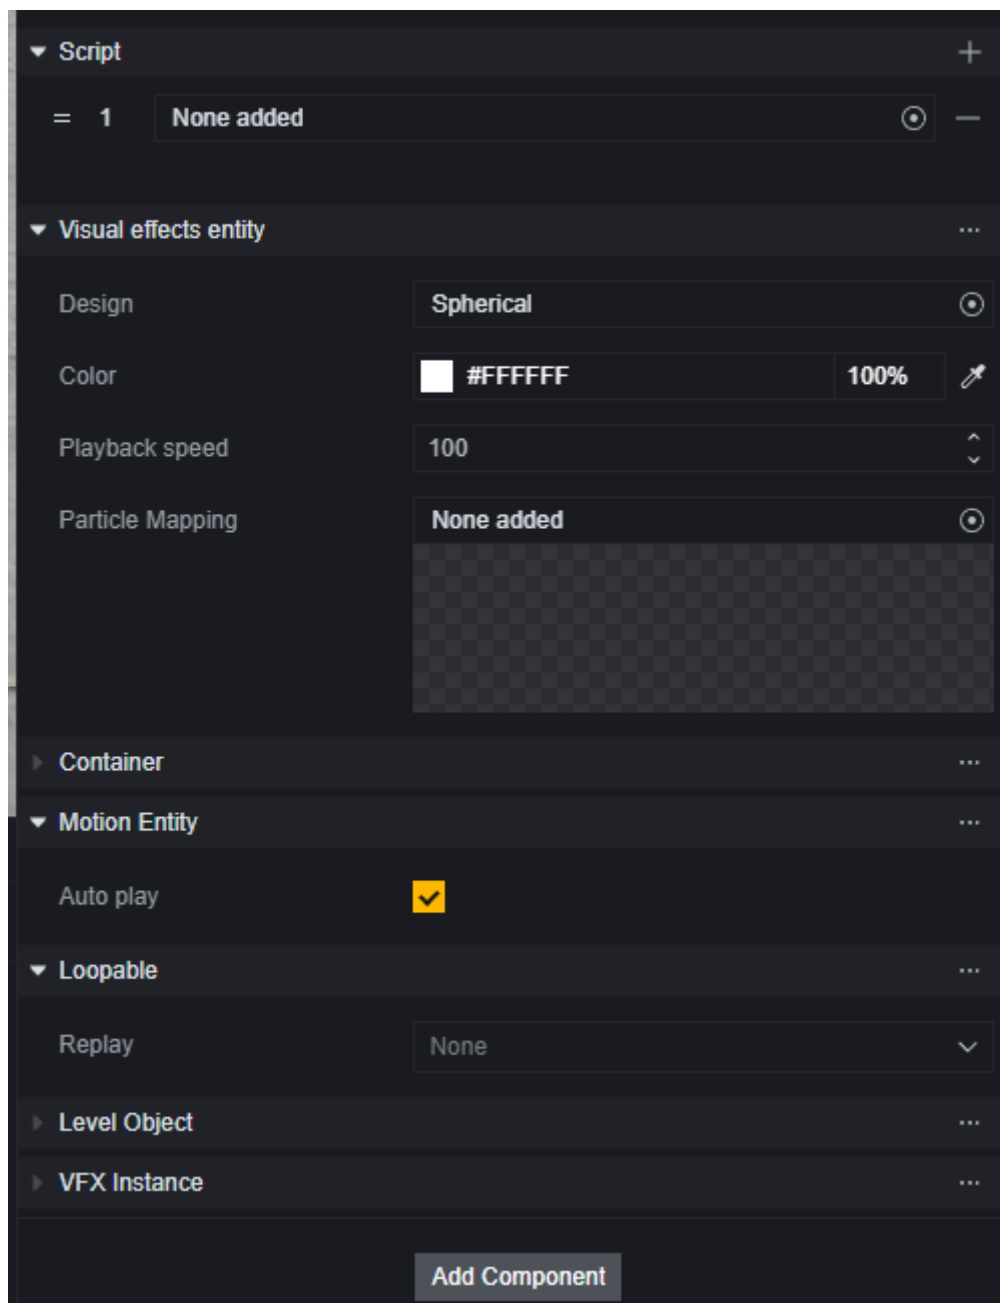 Script
= 1 None added
Visual effects entity
Design Spherical
Color #FFFFFF 100%
Playback speed 100
Particle Mapping None added
Container
Motion Entity
Auto play
Loopable
Replay None
Level Object
VFX Instance
Add Component